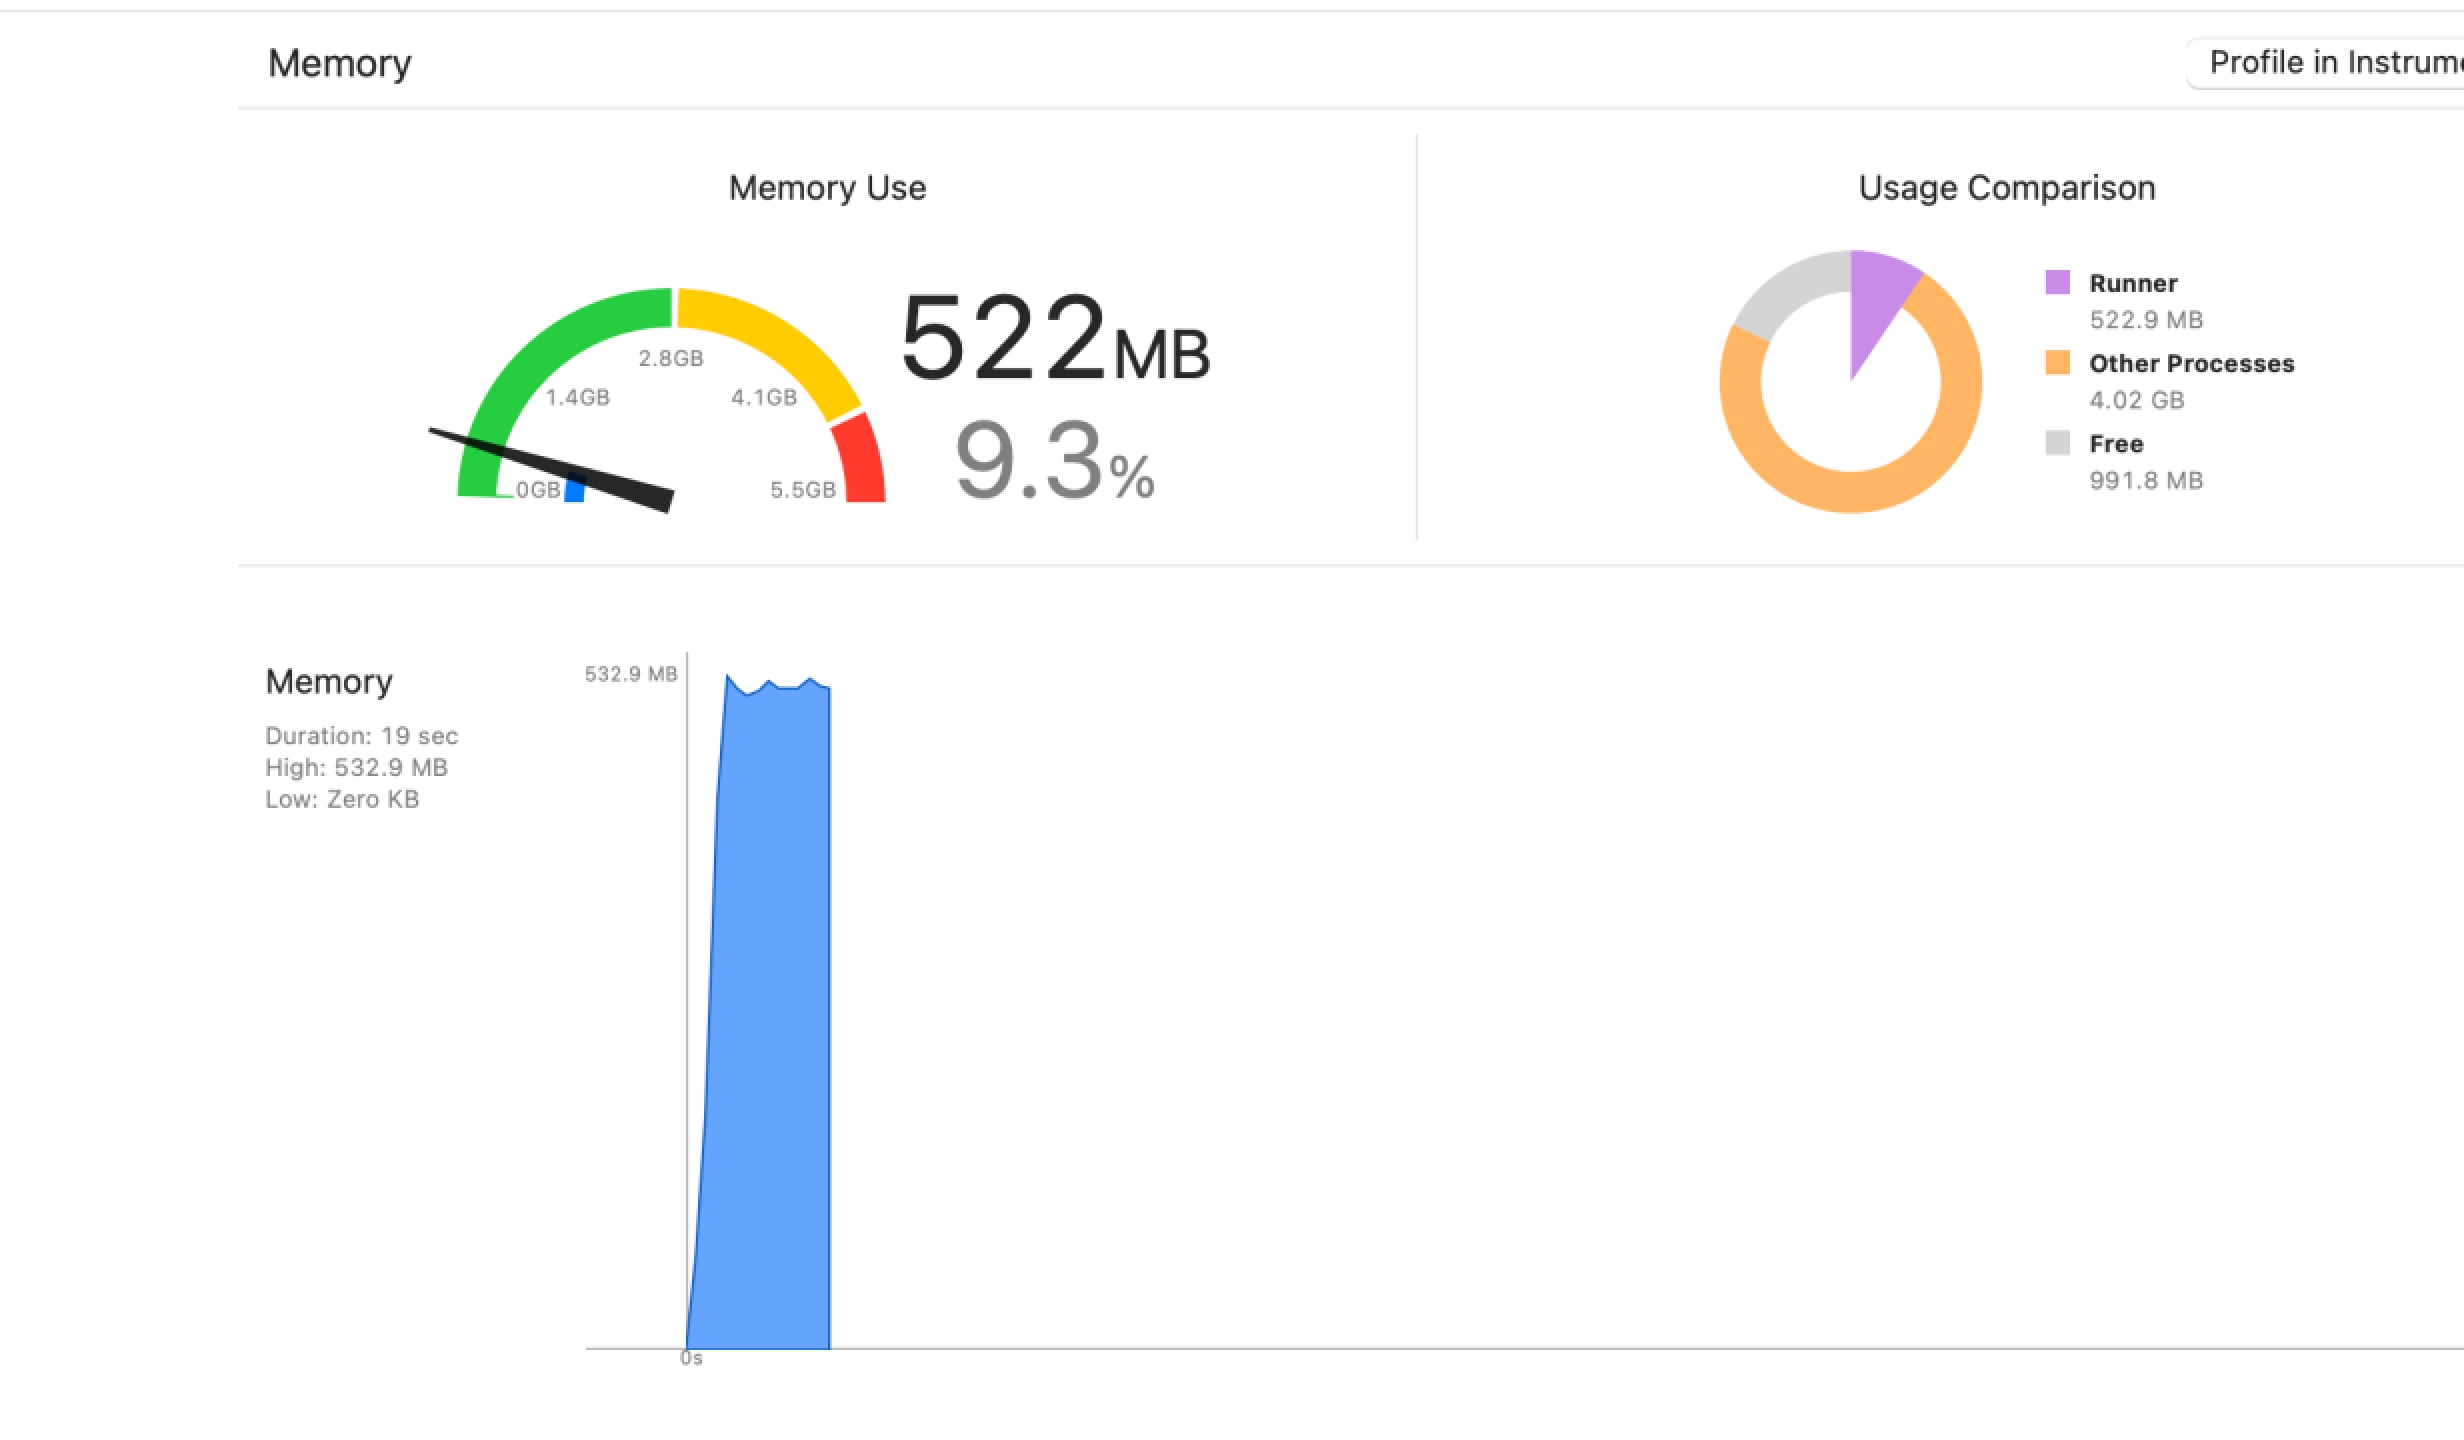 Memory
Profile in Instrum
Memory Use
Usage Comparison
522MB
9.3%
0GB
1.4GB
2.8GB
4.1GB
5.5GB
Runner
522.9 MB
Other Processes
4.02 GB
Free
991.8 MB
Memory
Duration: 19 sec
High: 532.9 MB
Low: Zero KB
532.9 MB
0s